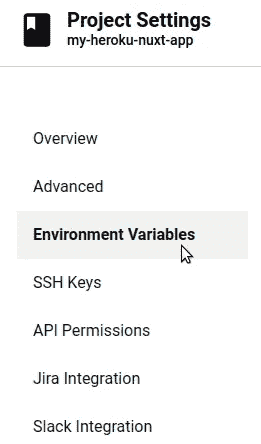 Project Settings
my-heroku-nuxt-app
Overview
Advanced
Environment Variables
SSH Keys
API Permissions
Jira Integration
Slack Integration